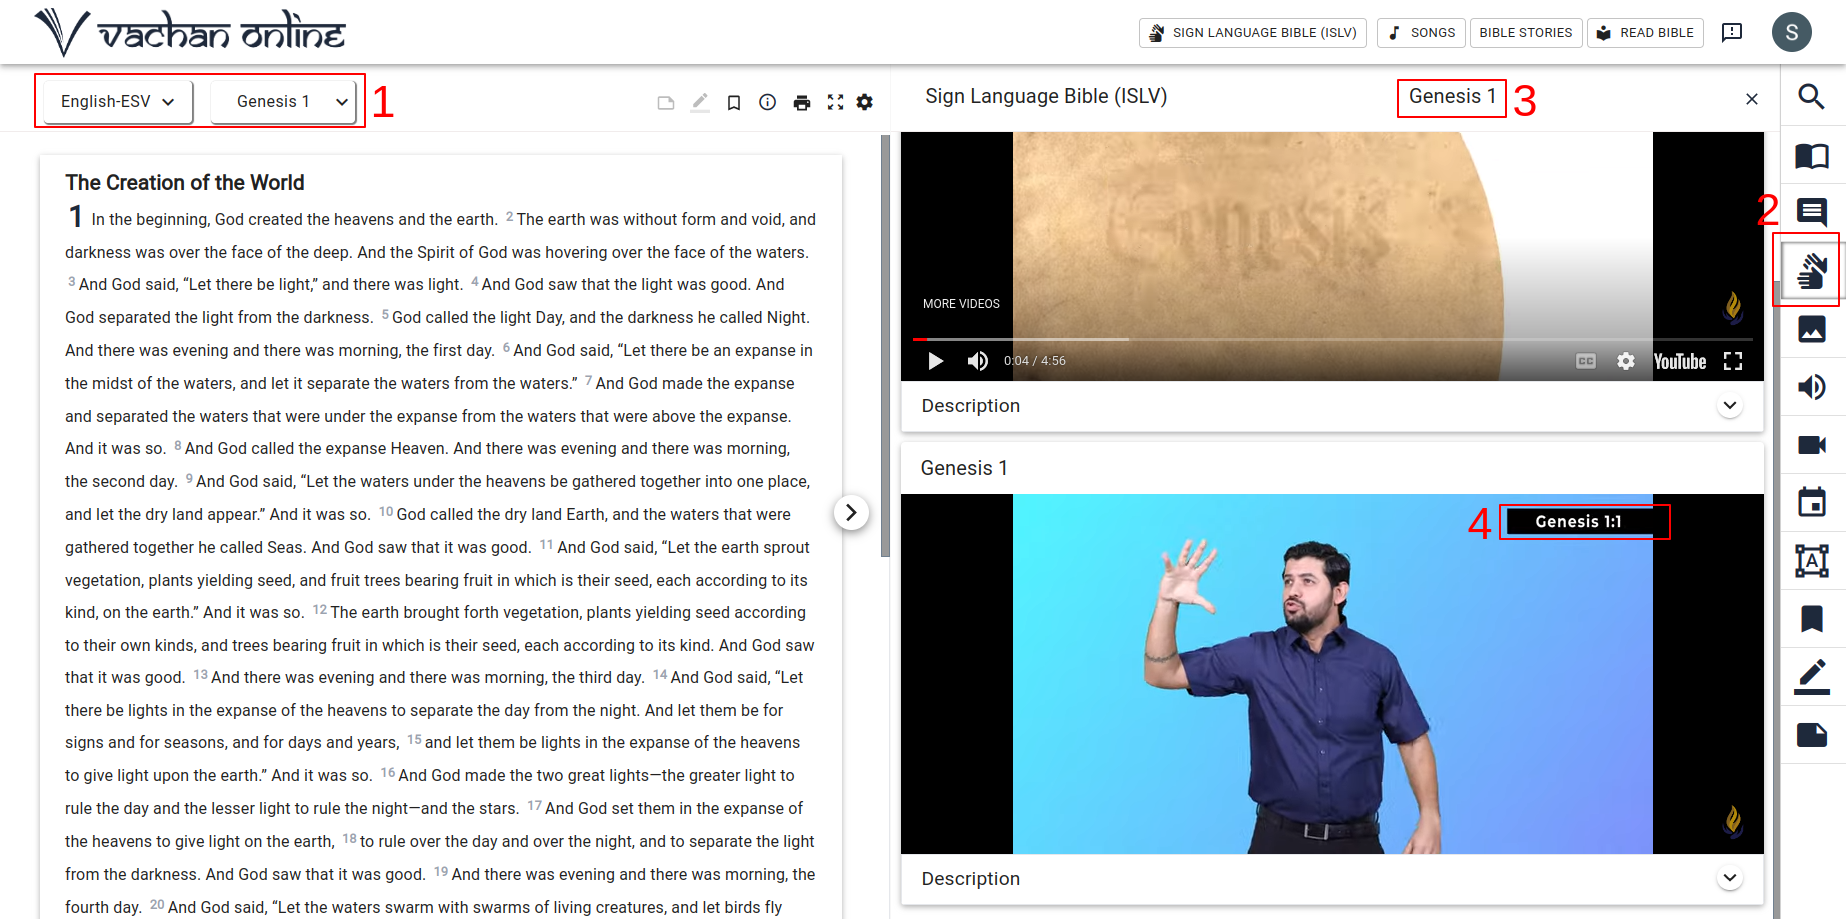 vachan online
SIGN LANGUAGE BIBLE (ISLV)
SONGS
BIBLE STORIES
READ BIBLE
S
English-ESV
Genesis 1
1
The Creation of the World
1 In the beginning, God created the heavens and the earth. 2 The earth was without form and void, and
darkness was over the face of the deep. And the Spirit of God was hovering over the face of the waters.
3 And God said, “Let there be light,” and there was light. 4 And God saw that the light was good. And
God separated the light from the darkness. 5 God called the light Day, and the darkness he called Night.
And there was evening and there was morning, the first day. 6 And God said, “Let there be an expanse in
the midst of the waters, and let it separate the waters from the waters.” 7 And God made the expanse
and separated the waters that were under the expanse from the waters that were above the expanse.
And it was so. 8 And God called the expanse Heaven. And there was evening and there was morning,
the second day. 9 And God said, “Let the waters under the heavens be gathered together into one place,
and let the dry land appear.” And it was so. 10 God called the dry land Earth, and the waters that were
gathered together he called Seas. And God saw that it was good. 11 And God said, “Let the earth sprout
vegetation, plants yielding seed, and fruit trees bearing fruit in which is their seed, each according to its
kind, on the earth.” And it was so. 12 The earth brought forth vegetation, plants yielding seed according
to their own kinds, and trees bearing fruit in which is their seed, each according to its kind. And God saw
that it was good. 13 And there was evening and there was morning, the third day. 14 And God said, “Let
there be lights in the expanse of the heavens to separate the day from the night. And let them be for
signs and for seasons, and for days and years, 15 and let them be lights in the expanse of the heavens
to give light upon the earth.” And it was so. 16 And God made the two great lights—the greater light to
rule the day and the lesser light to rule the night—and the stars. 17 And God set them in the expanse of
the heavens to give light on the earth, 18 to rule over the day and over the night, and to separate the light
from the darkness. And God saw that it was good. 19 And there was evening and there was morning, the
fourth day. 20 And God said, “Let the waters swarm with swarms of living creatures, and let birds fly
Sign Language Bible (ISLV)
Genesis 1
3
Genesis
MORE VIDEOS
0:04 / 4:56
CC
YouTube
Description
Genesis 1
4
Genesis 1:1
Description
2
A